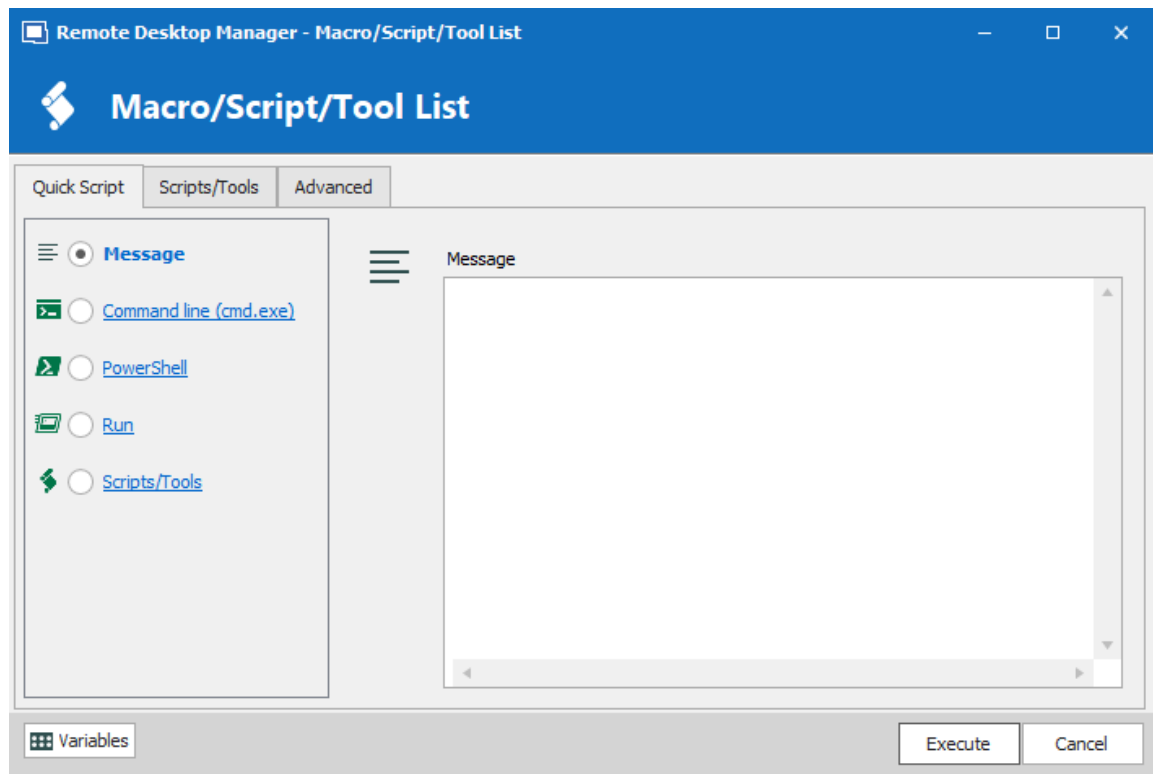 Remote Desktop Manager - Macro/Script/Tool List
Macro/Script/Tool List
Quick Script
Scripts/Tools
Advanced
Message
Command line (cmd.exe)
PowerShell
Run
Scripts/Tools
Message
Variables
Execute
Cancel